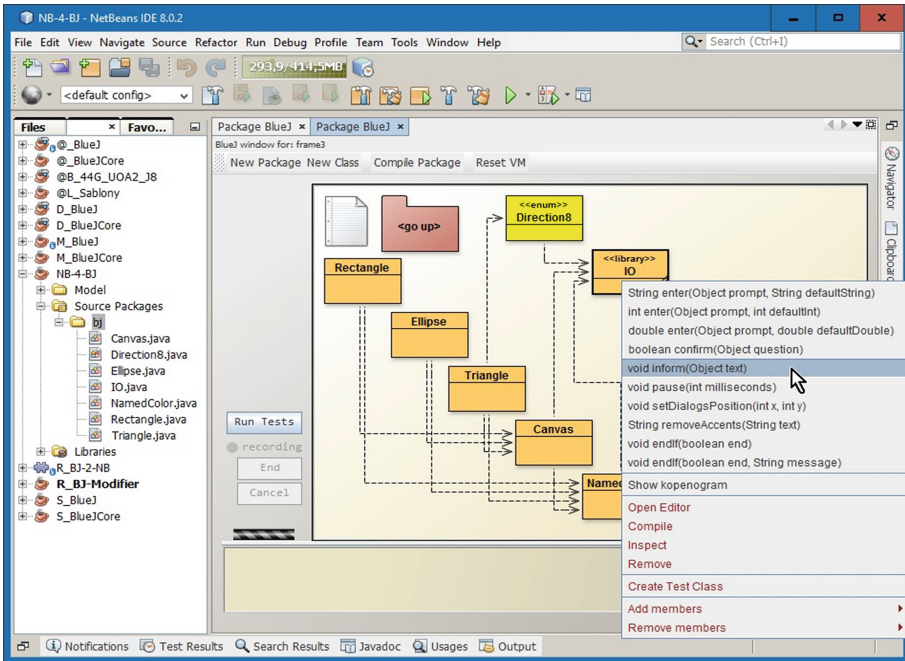 NB-4-BJ - NetBeans IDE 8.0.2
File Edit View Navigate Source Refactor Run Debug Profile Team Tools Window Help
Search (Ctrl+I)
293,9/414,5MB
<default config>
Files
Favo...
Package BlueJ
Package BlueJ
BlueJ window for: frame3
New Package New Class Compile Package Reset VM
@_BlueJ
@_BlueJCore
@B_44G_UOA2_J8
@L_Sablony
D_BlueJ
D_BlueJCore
M_BlueJ
M_BlueJCore
NB-4-BJ
Model
Source Packages
bj
Canvas.java
Direction8.java
Ellipse.java
IO.java
NamedColor.java
Rectangle.java
Triangle.java
Libraries
R_BJ-2-NB
R_BJ-Modifier
S_BlueJ
S_BlueJCore
Run Tests
recording
End
Cancel
<go up>
<<enum>>
Direction8
<<library>>
IO
Rectangle
Ellipse
Triangle
Canvas
Named
String enter(Object prompt, String defaultString)
int enter(Object prompt, int defaultInt)
double enter(Object prompt, double defaultDouble)
boolean confirm(Object question)
void inform(Object text)
void pause(int milliseconds)
void setDialogsPosition(int x, int y)
String removeAccents(String text)
void endIf(boolean end)
void endIf(boolean end, String message)
Show kopenogram
Open Editor
Compile
Inspect
Remove
Create Test Class
Add members
Remove members
Navigator
Clipboard
Notifications
Test Results
Search Results
Javadoc
Usages
Output